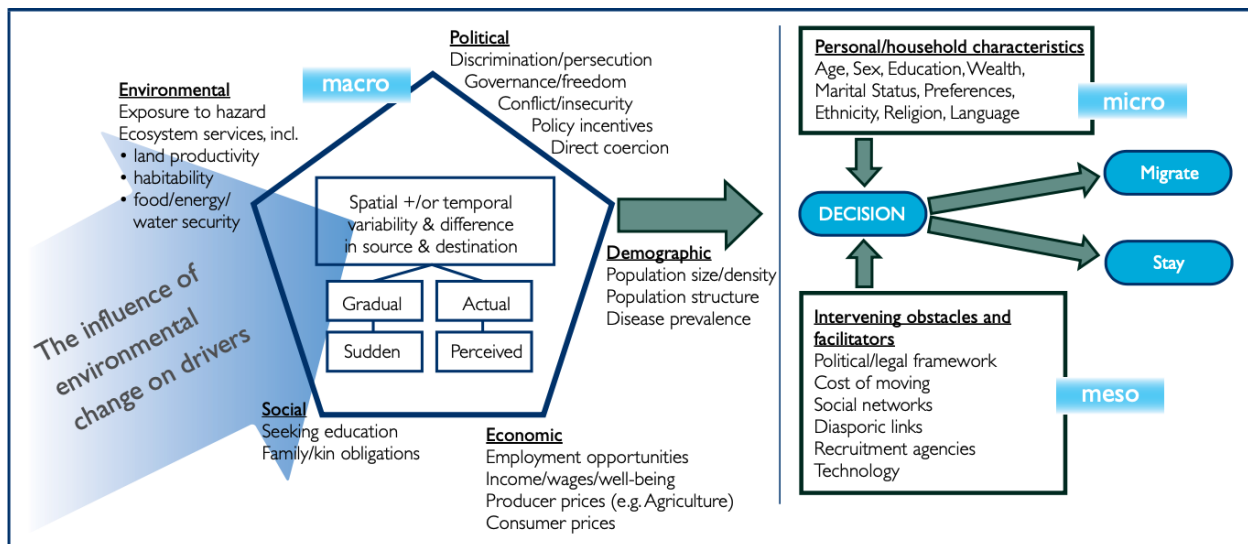 Political
Discrimination/persecution
Governance/freedom
Conflict/insecurity
Policy incentives
Direct coercion
macro
Environmental
Exposure to hazard
Ecosystem services, incl.
• land productivity
• habitability
• food/energy/
water security
The influence of
environmental
change on drivers
Spatial +/or temporal
variability & difference
in source & destination
Gradual
Actual
Sudden
Perceived
Demographic
Population size/density
Population structure
Disease prevalence
Social
Seeking education
Family/kin obligations
Economic
Employment opportunities
Income/wages/well-being
Producer prices (e.g. Agriculture)
Consumer prices
Personal/household characteristics
Age, Sex, Education, Wealth,
Marital Status, Preferences,
Ethnicity, Religion, Language
micro
DECISION
Migrate
Stay
Intervening obstacles and
facilitators
Political/legal framework
Cost of moving
Social networks
Diasporic links
Recruitment agencies
Technology
meso